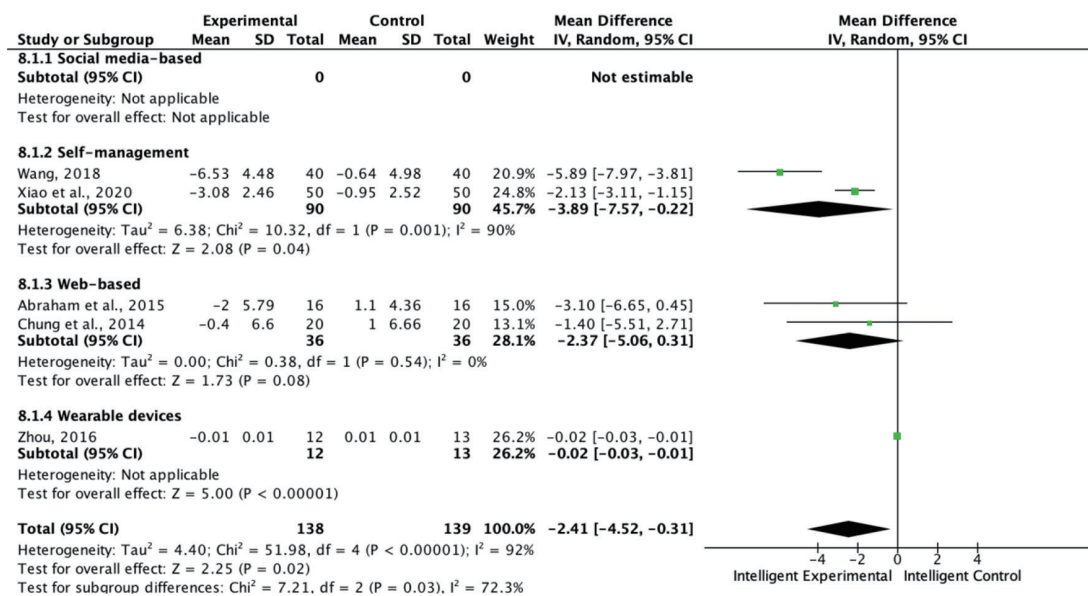 Experimental Control Mean Difference Mean Difference
Study or Subgroup Mean SD Total Mean SD Total Weight IV, Random, 95% CI IV, Random, 95% CI
8.1.1 Social media-based
Subtotal (95% CI) 0 0 Not estimable
Heterogeneity: Not applicable
Test for overall effect: Not applicable
8.1.2 Self-management
Wang, 2018 -6.53 4.48 40 -0.64 4.98 40 20.9% -5.89 [-7.97, -3.81]
Xiao et al., 2020 -3.08 2.46 50 -0.95 2.52 50 24.8% -2.13 [-3.11, -1.15]
Subtotal (95% CI) 90 90 45.7% -3.89 [-7.57, -0.22]
Heterogeneity: Tau² = 6.38; Chi² = 10.32, df = 1 (P = 0.001); I² = 90%
Test for overall effect: Z = 2.08 (P = 0.04)
8.1.3 Web-based
Abraham et al., 2015 -2 5.79 16 1.1 4.36 16 15.0% -3.10 [-6.65, 0.45]
Chung et al., 2014 -0.4 6.6 20 1 6.66 20 13.1% -1.40 [-5.51, 2.71]
Subtotal (95% CI) 36 36 28.1% -2.37 [-5.06, 0.31]
Heterogeneity: Tau² = 0.00; Chi² = 0.38, df = 1 (P = 0.54); I² = 0%
Test for overall effect: Z = 1.73 (P = 0.08)
8.1.4 Wearable devices
Zhou, 2016 -0.01 0.01 12 0.01 0.01 13 26.2% -0.02 [-0.03, -0.01]
Subtotal (95% CI) 12 13 26.2% -0.02 [-0.03, -0.01]
Heterogeneity: Not applicable
Test for overall effect: Z = 5.00 (P < 0.00001)
Total (95% CI) 138 139 100.0% -2.41 [-4.52, -0.31]
Heterogeneity: Tau² = 4.40; Chi² = 51.98, df = 4 (P < 0.00001); I² = 92%
Test for overall effect: Z = 2.25 (P = 0.02)
Test for subgroup differences: Chi² = 7.21, df = 2 (P = 0.03), I² = 72.3%
-4 -2 0 2 4
Intelligent Experimental Intelligent Control